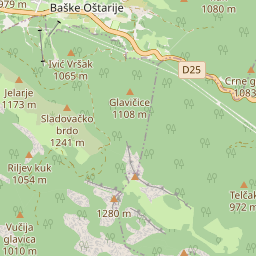 979 m
Baške Oštarije
1080 m
Ivič Vršak
1065 m
D25
Crne g
1083
Jelarje
1173 m
Glavičice
1108 m
Sladovačko
brdo
1241 m
Riljev kuk
1054 m
Telčak
972 m
1280 m
Vučija
glavica
1010 m